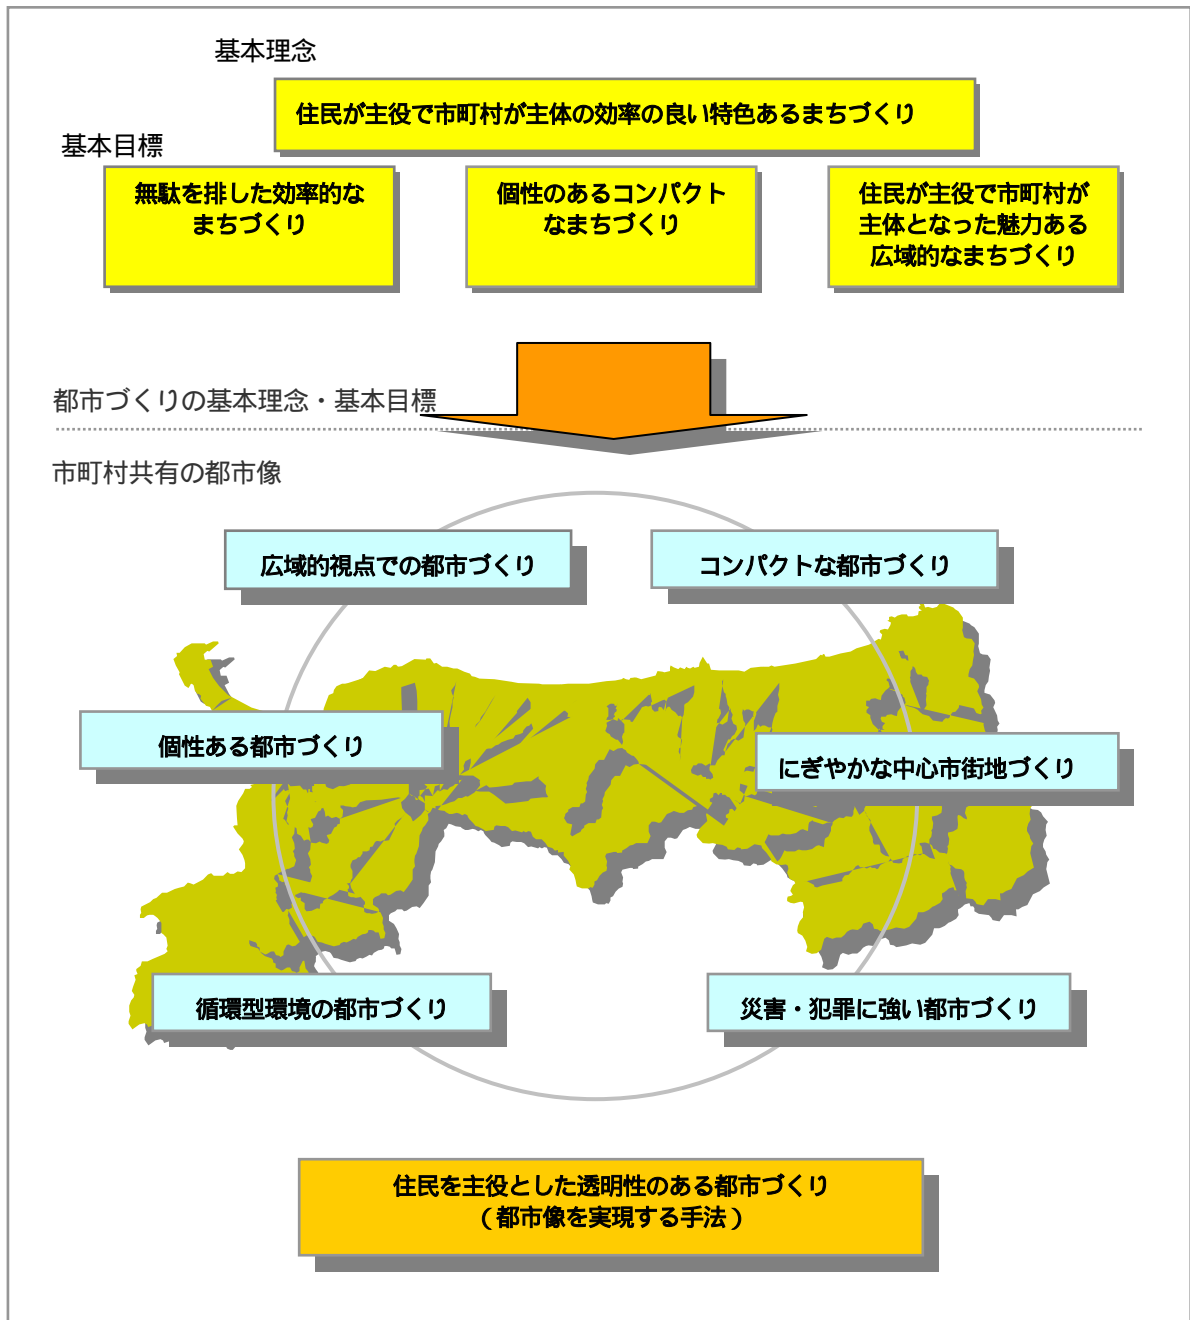 基本理念
住民が主役で市町村が主体の効率の良い特色あるまちづくり
基本目標
無駄を排した効率的な
まちづくり
個性のあるコンパクト
なまちづくり
住民が主役で市町村が
主体となった魅力ある
広域的なまちづくり
都市づくりの基本理念・基本目標
市町村共有の都市像
広域的視点での都市づくり
コンパクトな都市づくり
個性ある都市づくり
にぎやかな中心市街地づくり
循環型環境の都市づくり
災害・犯罪に強い都市づくり
住民を主役とした透明性のある都市づくり
（都市像を実現する手法）